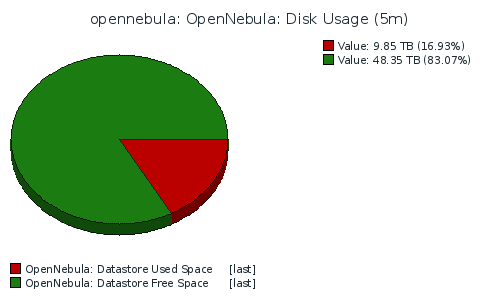 opennebula: OpenNebula: Disk Usage (5m)
Value: 9.85 TB (16.93%)
Value: 48.35 TB (83.07%)
OpenNebula: Datastore Used Space [last]
OpenNebula: Datastore Free Space [last]